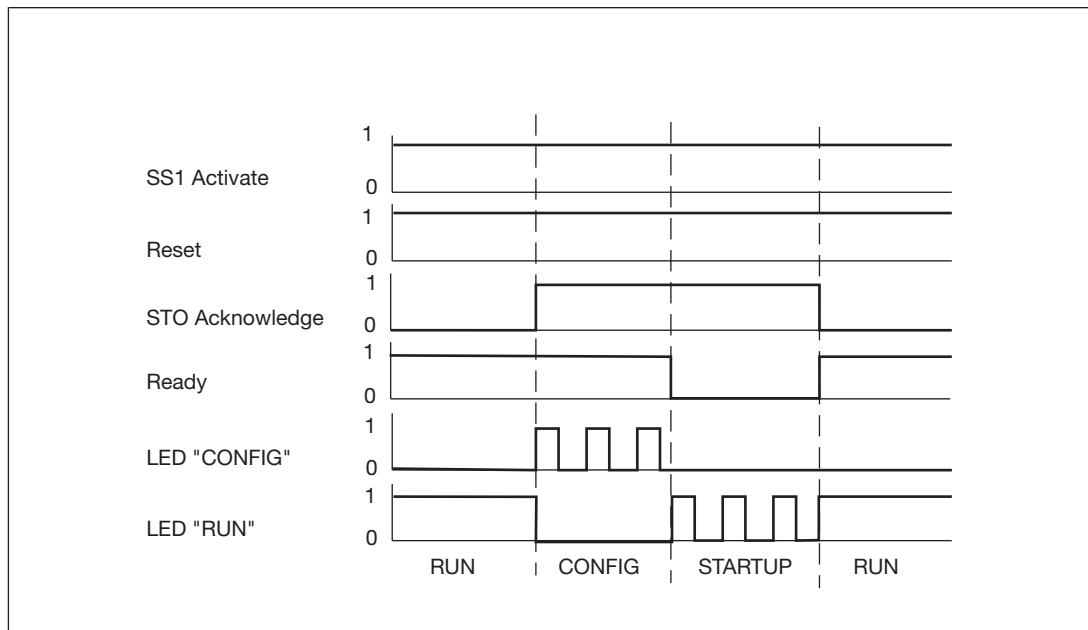 1
SS1 Activate
0
1
Reset
0
1
STO Acknowledge
0
1
Ready
0
1
LED "CONFIG"
0
1
LED "RUN"
0
RUN CONFIG STARTUP RUN